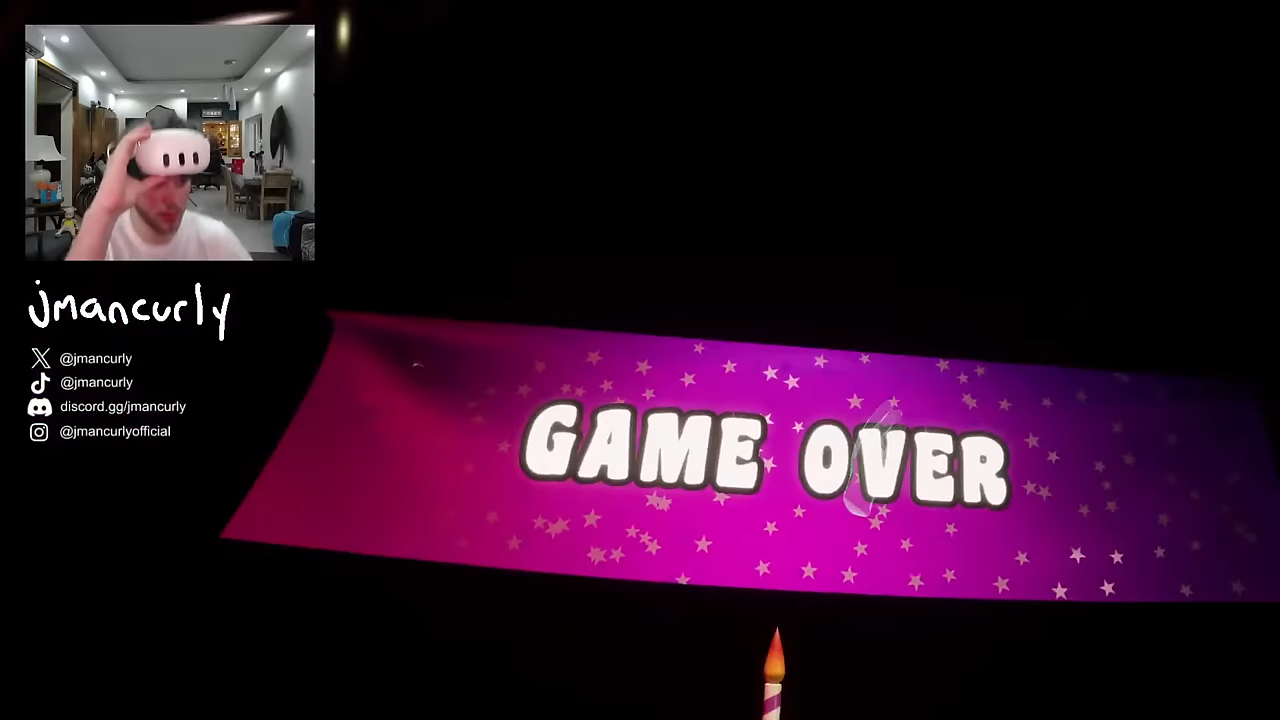 jmancurly
@jmancurly
@jmancurly
discord.gg/jmancurly
@jmancurlyofficial
GAME OVER